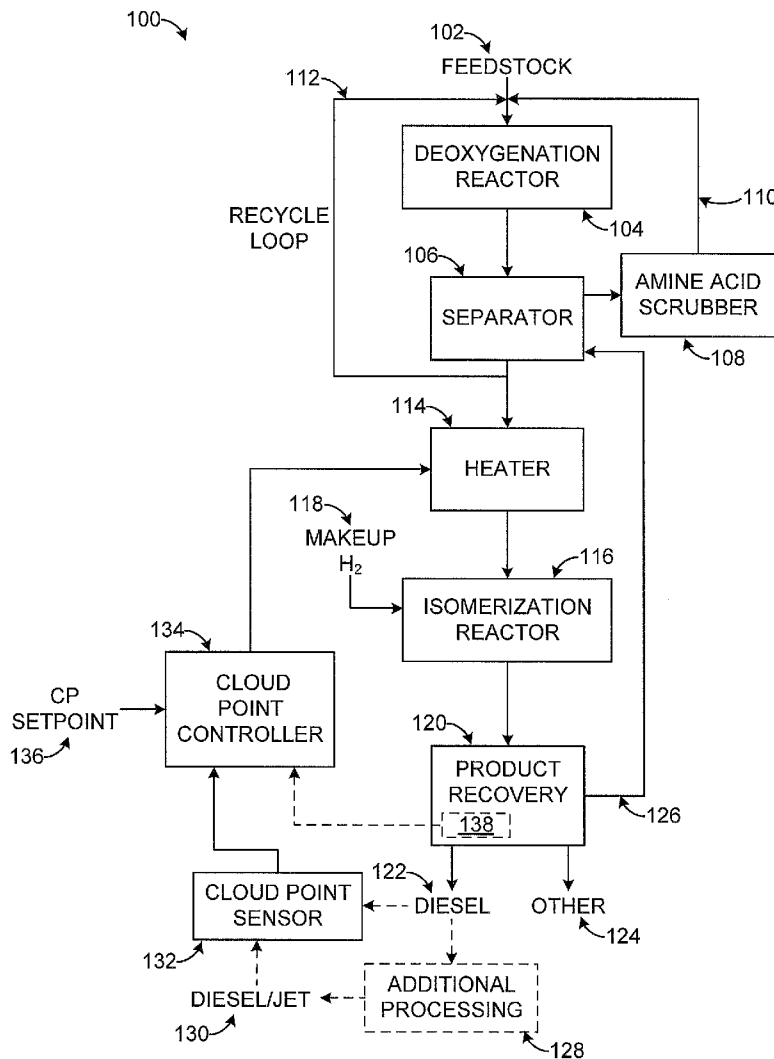 100
102
FEEDSTOCK
112
DEOXYGENATION
REACTOR
104
110
RECYCLE
LOOP
106
SEPARATOR
AMINE ACID
SCRUBBER
108
114
HEATER
118
MAKEUP
H₂
116
ISOMERIZATION
REACTOR
134
CLOUD
POINT
CONTROLLER
CP
SETPOINT
136
120
PRODUCT
RECOVERY
138
126
122
DIESEL
OTHER
124
CLOUD POINT
SENSOR
132
DIESEL/JET
130
ADDITIONAL
PROCESSING
128